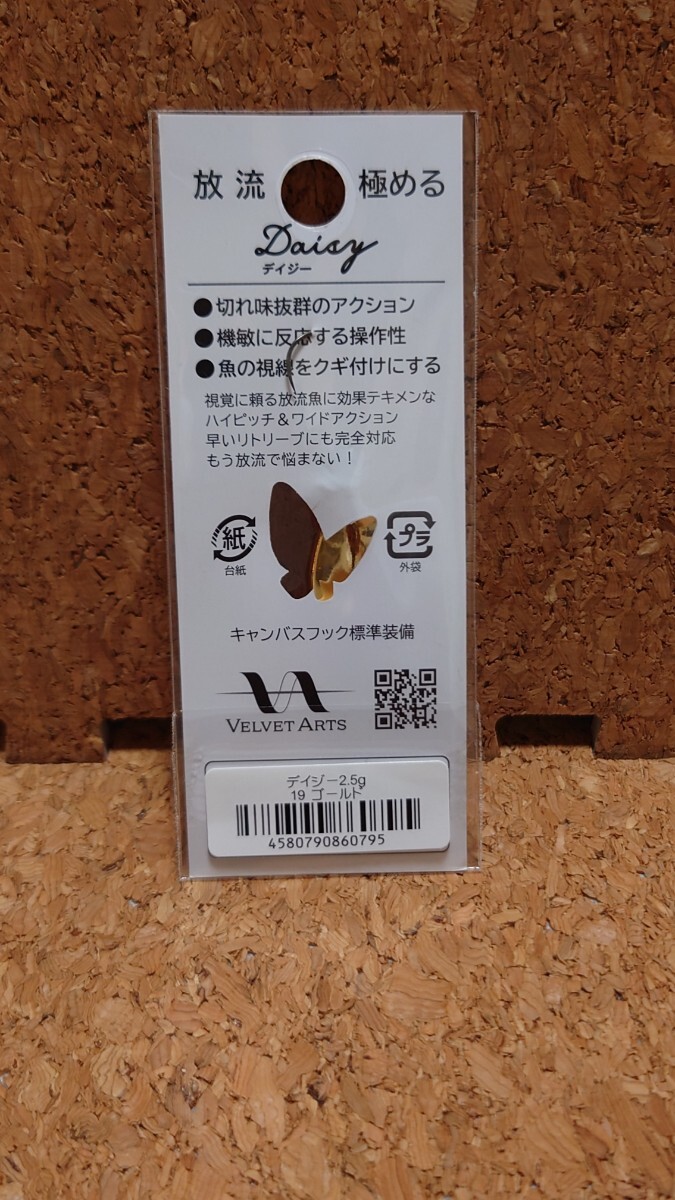 放流 極める
Daisy
デイジー
●切れ味抜群のアクション
●機敏に反応する操作性
●魚の視線をクギ付けにする
視覚に頼る放流魚に効果テキメンな
ハイピッチ＆ワイドアクション
早いリトリーブにも完全対応
もう放流で悩まない！
紙
台紙
プラ
外袋
キャンバスフック標準装備
VELVET ARTS
デイジー2.5g
19 ゴールド
4580790860795